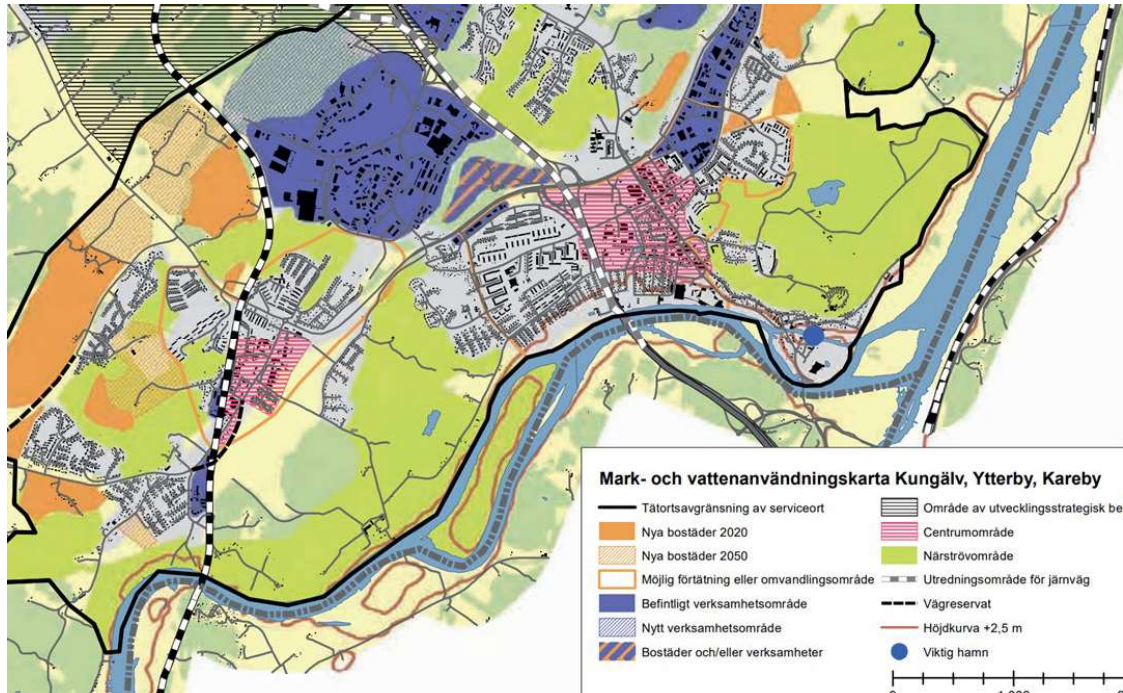 Mark- och vattenanvändningskarta Kungälv, Ytterby, Kareby
Tätortsavgränsning av serviceort
Nya bostäder 2020
Nya bostäder 2050
Möjlig förtätning eller omvandlingsområde
Befintligt verksamhetsområde
Nytt verksamhetsområde
Bostäder och/eller verksamheter
Område av utvecklingsstrategisk be
Centrumområde
Närströvområde
Utredningsområde för järnväg
Vägreservat
Höjdkurva +2,5 m
Viktig hamn